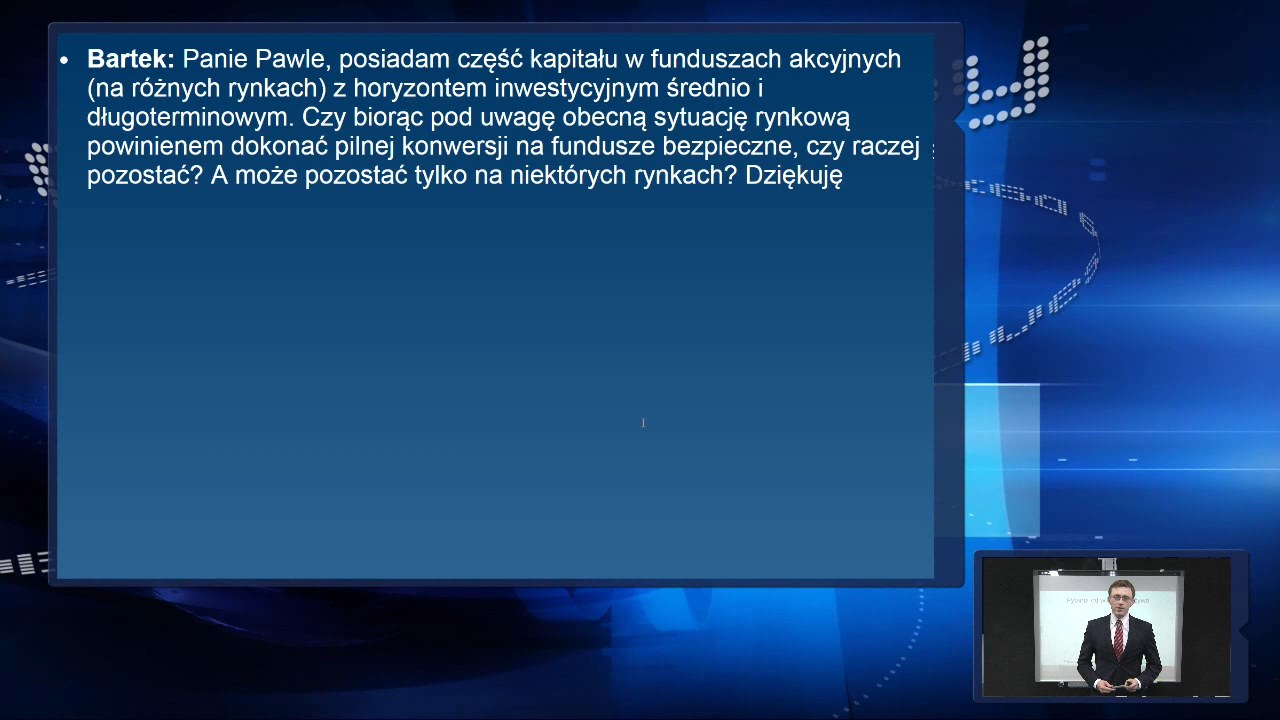 • Bartek: Panie Pawle, posiadam część kapitału w funduszach akcyjnych
(na różnych rynkach) z horyzontem inwestycyjnym średnio i
długoterminowym. Czy biorąc pod uwagę obecną sytuację rynkową
powinienem dokonać pilnej konwersji na fundusze bezpieczne, czy raczej
pozostać? A może pozostać tylko na niektórych rynkach? Dziękuję
Pytania od